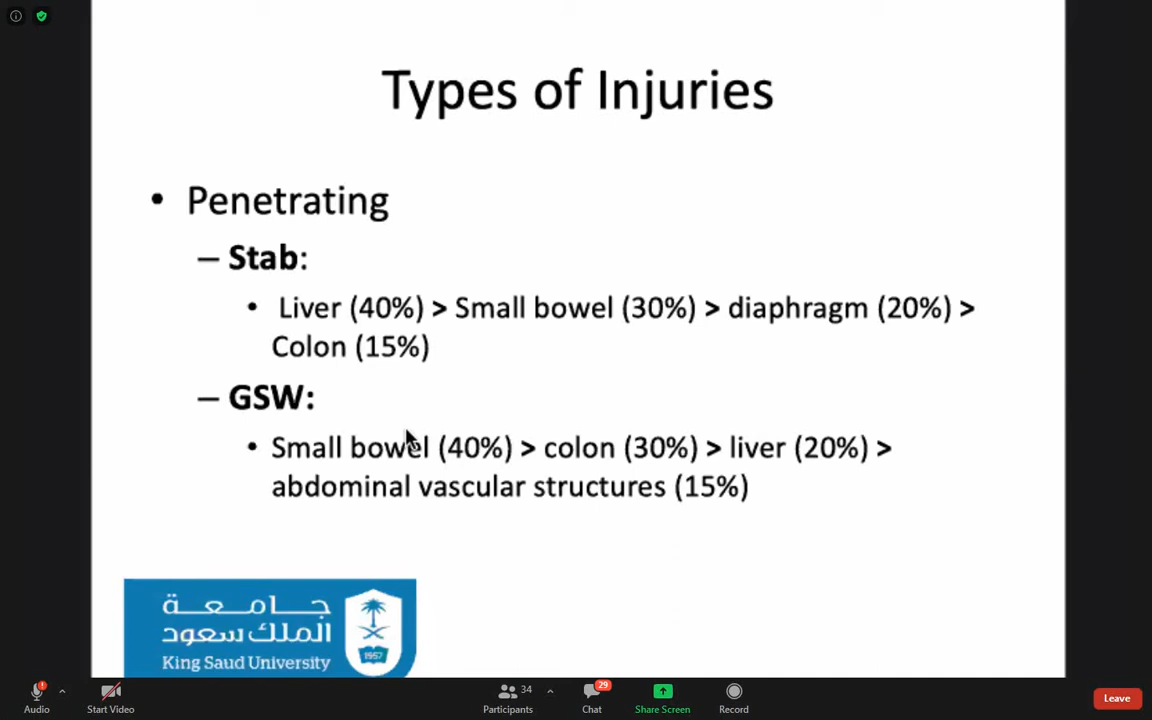 Types of Injuries
• Penetrating
– Stab:
• Liver (40%) > Small bowel (30%) > diaphragm (20%) >
Colon (15%)
– GSW:
• Small bowel (40%) > colon (30%) > liver (20%) >
abdominal vascular structures (15%)
جامعة
الملك سعود
King Saud University
1957
Audio
Start Video
34
Participants
29
Chat
Share Screen
Record
Leave